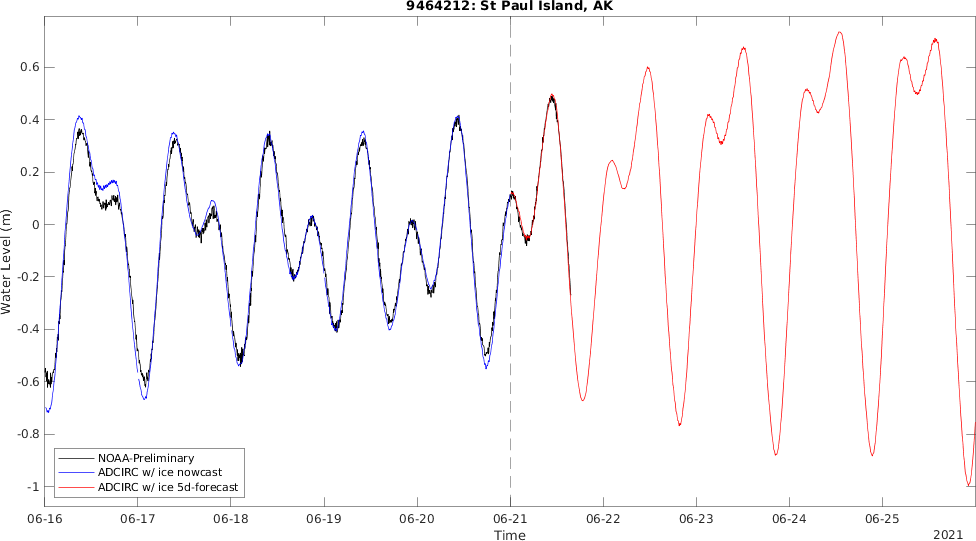 9464212: St Paul Island, AK
Water Level (m)
0.6
0.4
0.2
0
-0.2
-0.4
-0.6
-0.8
-1
NOAA-Preliminary
ADCIRC w/ ice nowcast
ADCIRC w/ ice 5d-forecast
06-16 06-17 06-18 06-19 06-20 06-21 06-22 06-23 06-24 06-25
Time
2021